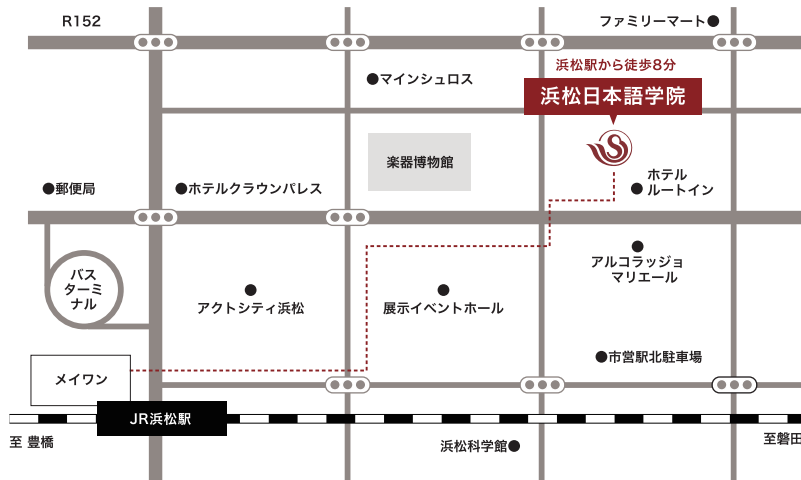 R152
ファミリーマート
浜松駅から徒歩8分
マインシュロス
浜松日本語学院
楽器博物館
郵便局
ホテルクラウンパレス
ホテル
ルートイン
バス
ターミ
ナル
アクトシティ浜松
展示イベントホール
アルコラッジョ
マリエール
市営駅北駐車場
メイワン
JR浜松駅
至 豊橋
浜松科学館
至磐田